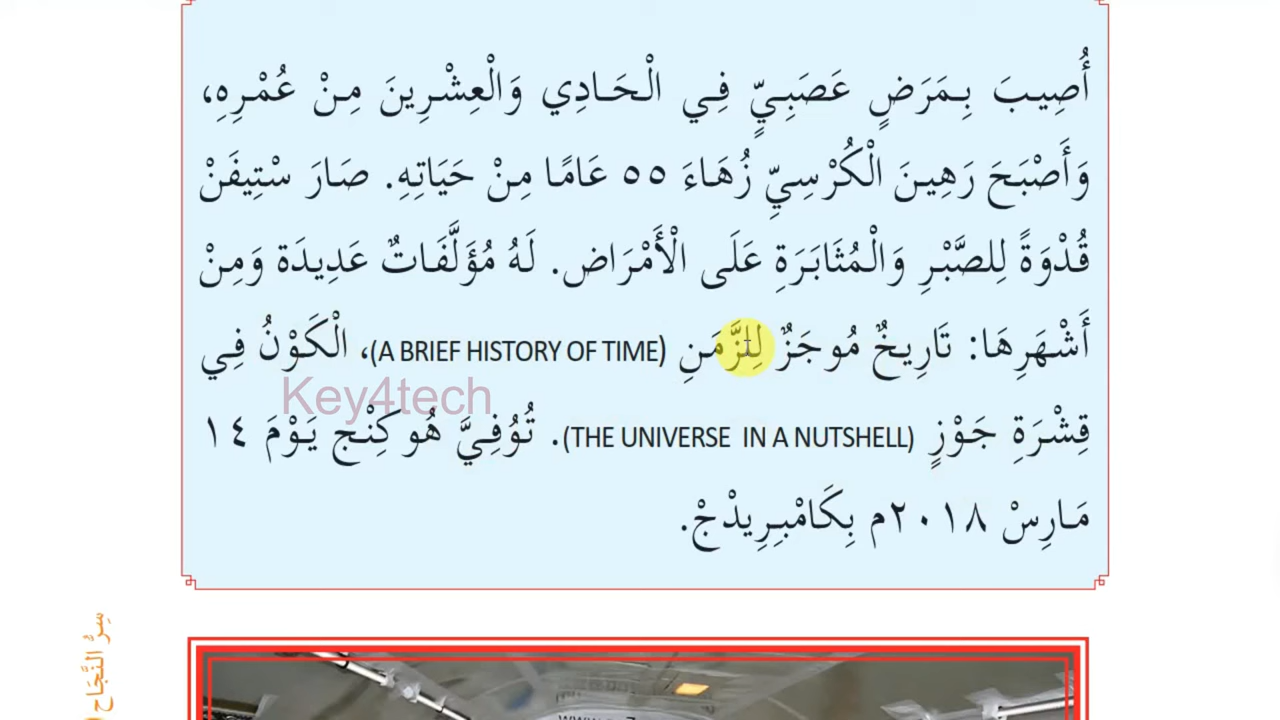 أُصِيبَ بِمَرَضٍ عَصَبِيٍّ فِي الْحَادِي وَالْعِشْرِينَ مِنْ عُمْرِهِ،
وَأَصْبَحَ رَهِينَ الْكُرْسِيِّ زُهَاءَ ٥٥ عَامًا مِنْ حَيَاتِهِ. صَارَ سْتِيفَنْ
قُدْوَةً لِلصَّبْرِ وَالْمُثَابَرَةِ عَلَى الْأَمْرَاض. لَهُ مُؤَلَّفَاتٌ عَدِيدَة وَمِنْ
أَشْهَرِهَا: تَارِيخٌ مُوجَزٌ لِلزَّمَنِ (A BRIEF HISTORY OF TIME)، الْكَوْنُ فِي
Key4tech
قِشْرَةِ جَوْزٍ (THE UNIVERSE IN A NUTSHELL). تُوُفِيَّ هُوكِنْج يَوْمَ ١٤
مَارِسْ ٢٠١٨م بِكَامْبِرِيدْجْ.
سِرُّ النَّجَاح